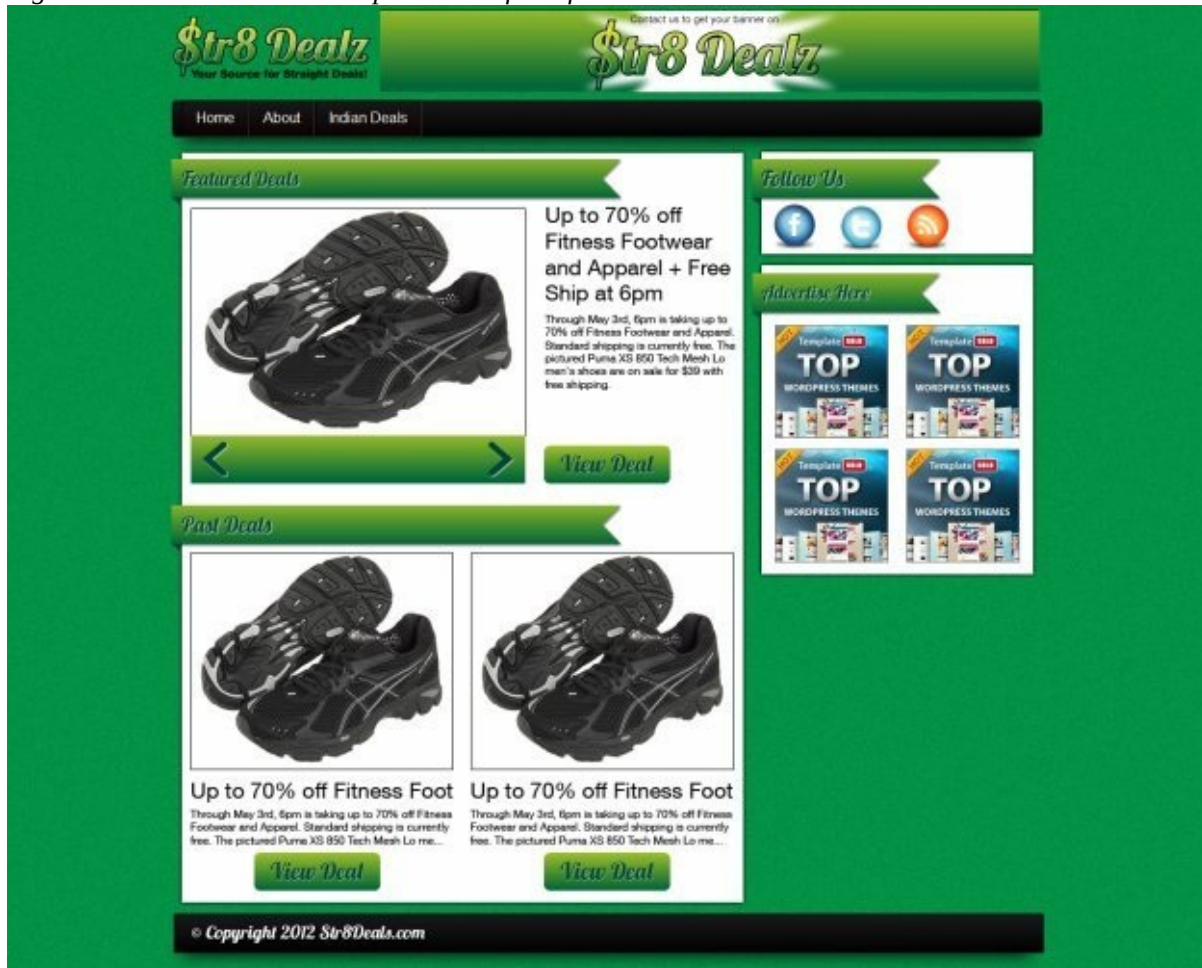 $tr8 Dealz
Your Source for Straight Deals!
Contact us to get your banner on
$tr8 Dealz
Home About Indian Deals
Featured Deals
Up to 70% off
Fitness Footwear
and Apparel + Free
Ship at 6pm
Through May 3rd, 6pm is taking up to
70% off Fitness Footwear and Apparel.
Standard shipping is currently free. The
pictured Puma XS 850 Tech Mesh Lo
men's shoes are on sale for $39 with
free shipping.
View Deal
Past Deals
Up to 70% off Fitness Foot
Through May 3rd, 6pm is taking up to 70% off Fitness
Footwear and Apparel. Standard shipping is currently
free. The pictured Puma XS 850 Tech Mesh Lo me...
View Deal
Up to 70% off Fitness Foot
Through May 3rd, 6pm is taking up to 70% off Fitness
Footwear and Apparel. Standard shipping is currently
free. The pictured Puma XS 850 Tech Mesh Lo me...
View Deal
Follow Us
Advertise Here
HOT
Template
TOP
WORDPRESS THEMES
HOT
Template
TOP
WORDPRESS THEMES
HOT
Template
TOP
WORDPRESS THEMES
HOT
Template
TOP
WORDPRESS THEMES
© Copyright 2012 Str8Deals.com